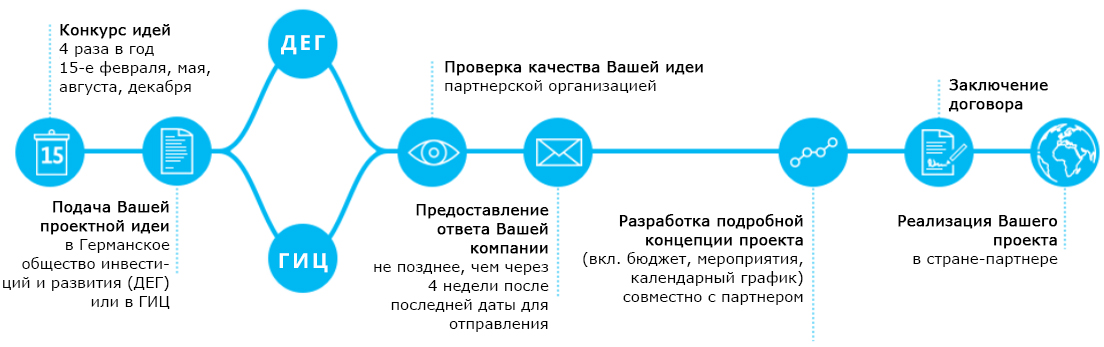 Конкурс идей
4 раза в год
15-е февраля, мая,
августа, декабря
15
Подача Вашей
проектной идеи
в Германское
общество инвести-
ций и развития (ДЕГ)
или в ГИЦ
ДЕГ
ГИЦ
Проверка качества Вашей идеи
партнерской организацией
Предоставление
ответа Вашей
компании
не позднее, чем через
4 недели после
последней даты для
отправления
Разработка подробной
концепции проекта
(вкл. бюджет, мероприятия,
календарный график)
совместно с партнером
Заключение
договора
Реализация Вашего
проекта
в стране-партнере